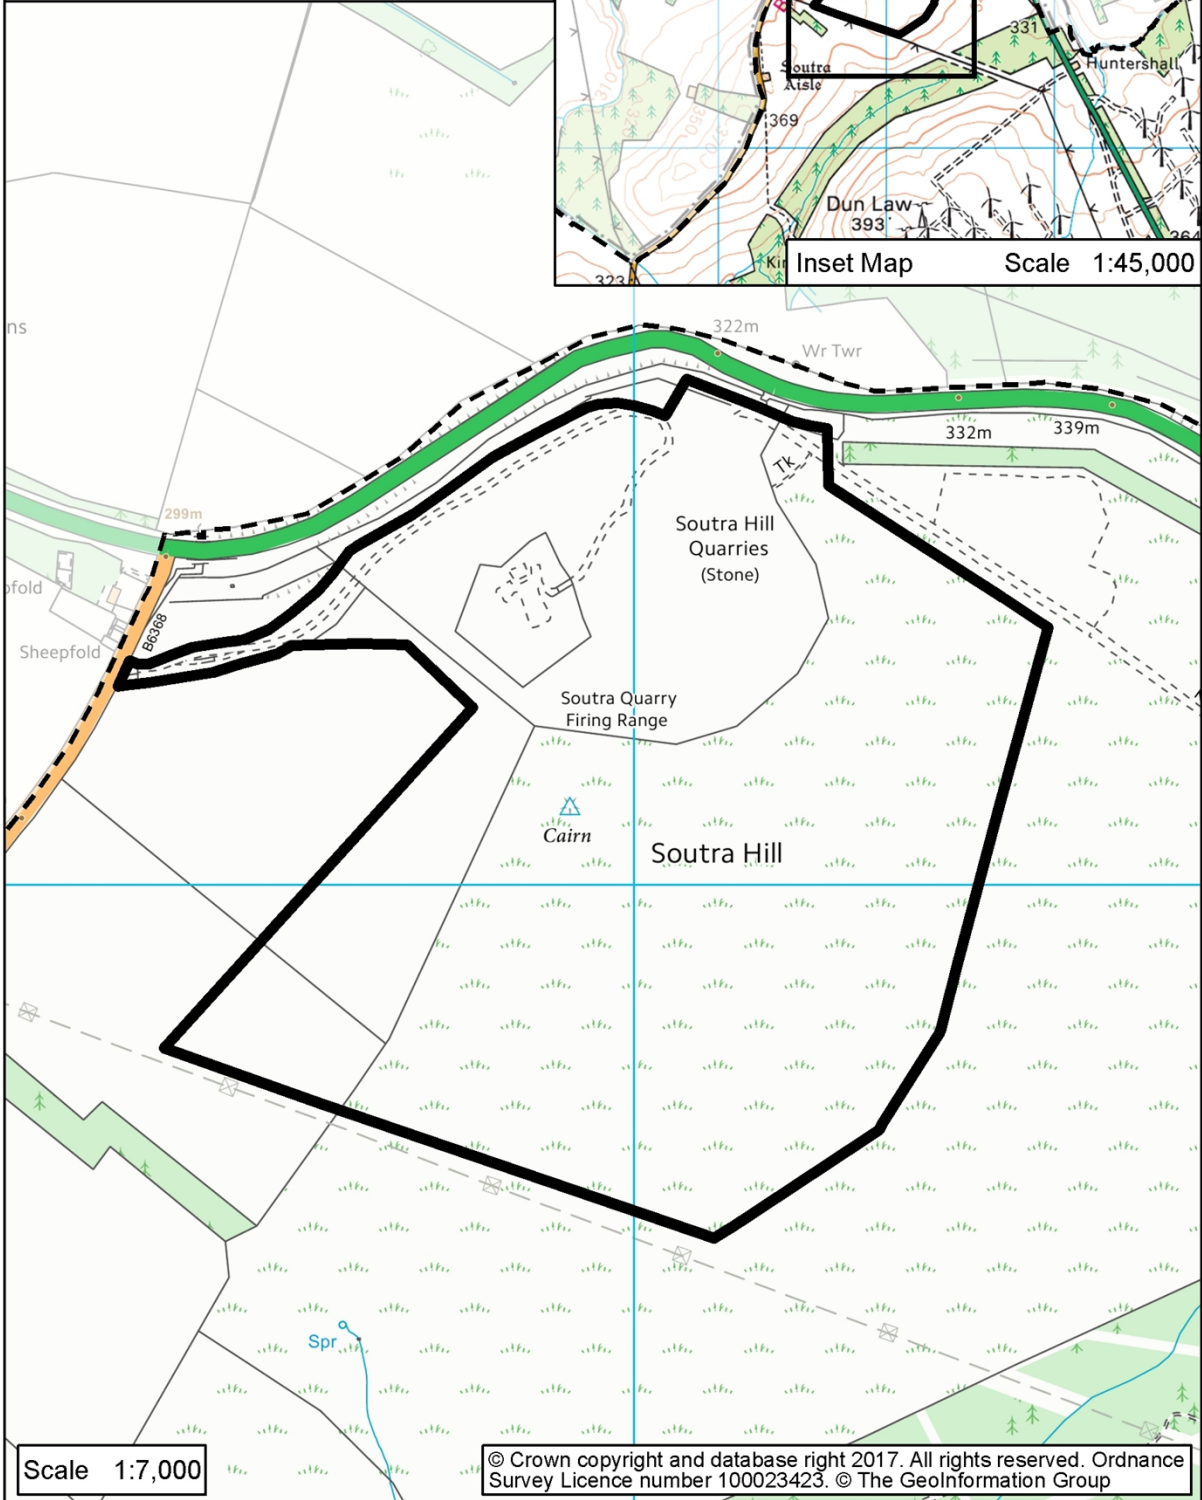 331
Huntershall
Soutra
Aisle
369
Dun Law
393
Inset Map Scale 1:45,000
ns
322m
Wr Twr
332m
339m
Tk
299m
Soutra Hill
Quarries
(Stone)
B6368
Sheepfold
Soutra Quarry
Firing Range
Cairn
Soutra Hill
Spr
Scale 1:7,000
© Crown copyright and database right 2017. All rights reserved. Ordnance
Survey Licence number 100023423. © The GeoInformation Group